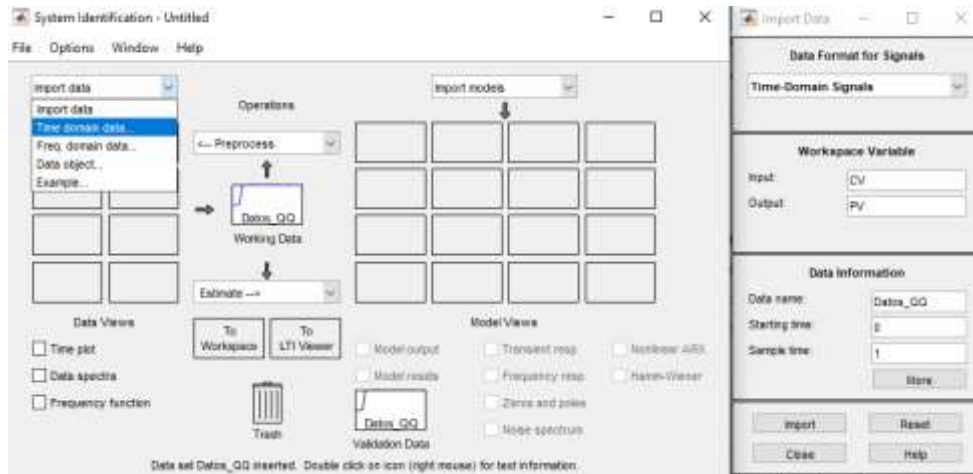 System Identification - Untitled
File Options Window Help
Import data
Import data
Time domain data...
Freq. domain data...
Data object...
Example...
Operations
<-- Preprocess
Datos_QQ
Working Data
Estimate -->
Data Views
Time plot
Data spectra
Frequency function
To Workspace
To LTI Viewer
Trash
Import models
Model Views
Model output
Model resids
Transient resp
Frequency resp
Zeros and poles
Noise spectrum
Nonlinear ARX
Hamm-Wiener
Datos_QQ
Validation Data
Data set Datos_QQ inserted. Double click on icon (right mouse) for text information.
Import Data
Data Format for Signals
Time-Domain Signals
Workspace Variable
Input: CV
Output: PV
Data Information
Data name: Datos_QQ
Starting time: 0
Sample time: 1
More
Import Reset
Close Help